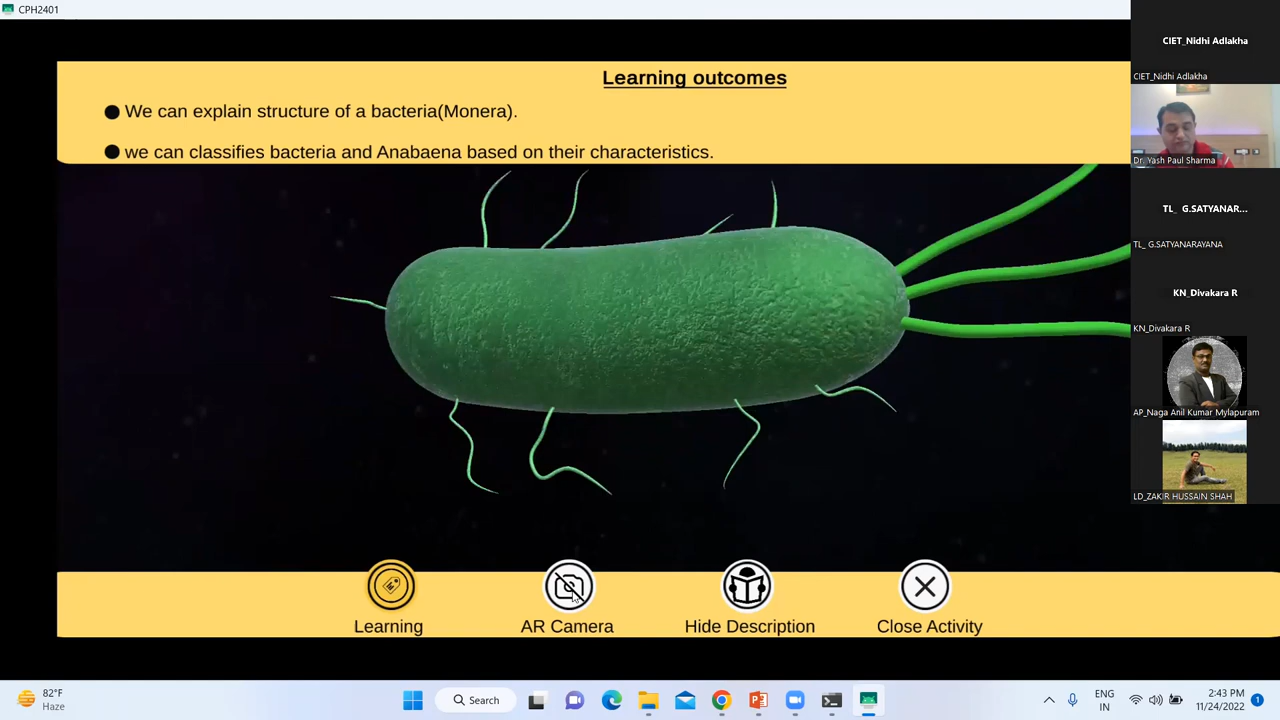 CPH2401
Learning outcomes
We can explain structure of a bacteria(Monera).
we can classifies bacteria and Anabaena based on their characteristics.
Learning
AR Camera
Hide Description
Close Activity
CIET_Nidhi Adlakha
CIET_Nidhi Adlakha
Dr. Yash Paul Sharma
TL_ G.SATYANAR...
TL_ G.SATYANARAYANA
KN_Divakara R
KN_Divakara R
AP_Naga Anil Kumar Mylapuram
LD_ZAKIR HUSSAIN SHAH
82°F
Haze
Search
ENG
IN
2:43 PM
11/24/2022
1